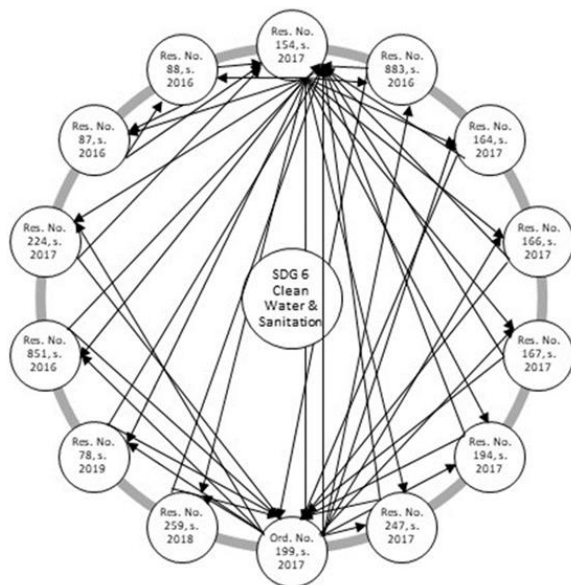 Res. No.
154, s.
2017
Res. No.
883, s.
2016
Res. No.
164, s.
2017
Res. No.
166, s.
2017
Res. No.
167, s.
2017
Res. No.
194, s.
2017
Res. No.
247, s.
2017
Ord. No.
199, s.
2017
Res. No.
259, s.
2018
Res. No.
78, s.
2019
Res. No.
851, s.
2016
Res. No.
224, s.
2017
Res. No.
87, s.
2016
Res. No.
88, s.
2016
SDG 6
Clean
Water &
Sanitation